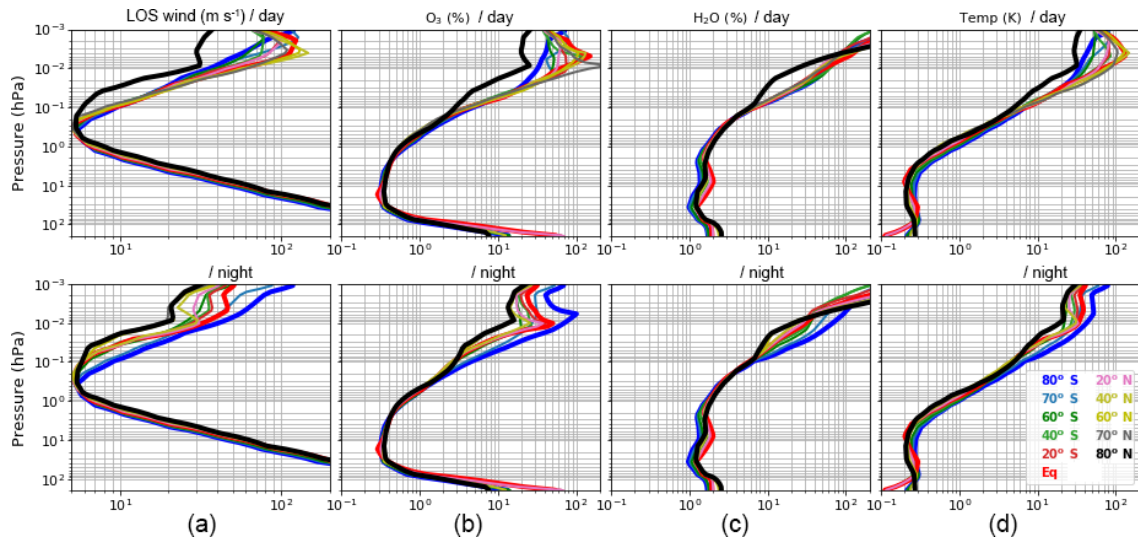 LOS wind (m s⁻¹) / day
O₃ (%) / day
H₂O (%) / day
Temp (K) / day
Pressure (hPa)
10⁻³
10⁻²
10⁻¹
10⁰
10¹
10²
10¹ 10²
10⁻¹ 10⁰ 10¹ 10²
10⁻¹ 10⁰ 10¹ 10²
10⁻¹ 10⁰ 10¹ 10²
/ night
/ night
/ night
/ night
Pressure (hPa)
10⁻³
10⁻²
10⁻¹
10⁰
10¹
10²
80° S 20° N
70° S 40° N
60° S 60° N
40° S 70° N
20° S 80° N
Eq
10¹ 10²
10⁻¹ 10⁰ 10¹ 10²
10⁻¹ 10⁰ 10¹ 10²
10⁻¹ 10⁰ 10¹ 10²
(a)
(b)
(c)
(d)